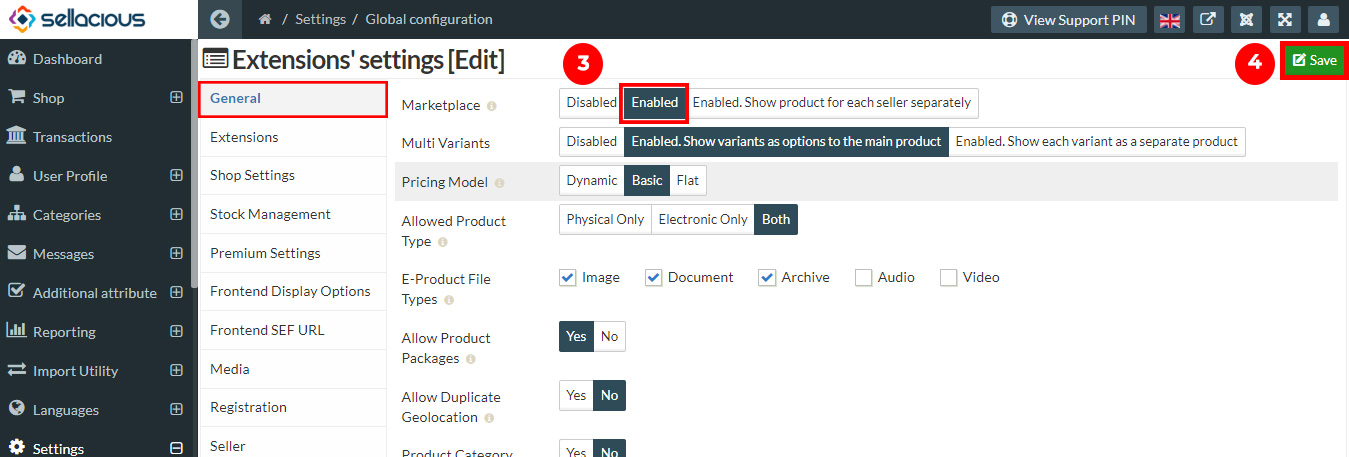 sellacious
/ Settings / Global configuration
View Support PIN
Dashboard
Shop
Transactions
User Profile
Categories
Messages
Additional attribute
Reporting
Import Utility
Languages
Settings
Extensions' settings [Edit]
3
4
Save
General
Extensions
Shop Settings
Stock Management
Premium Settings
Frontend Display Options
Frontend SEF URL
Media
Registration
Seller
Marketplace Disabled Enabled Enabled. Show product for each seller separately
Multi Variants Disabled Enabled. Show variants as options to the main product Enabled. Show each variant as a separate product
Pricing Model Dynamic Basic Flat
Allowed Product
Type
Physical Only Electronic Only Both
E-Product File
Types
Image Document Archive Audio Video
Allow Product
Packages
Yes No
Allow Duplicate
Geolocation
Yes No
Product Category
Yes No